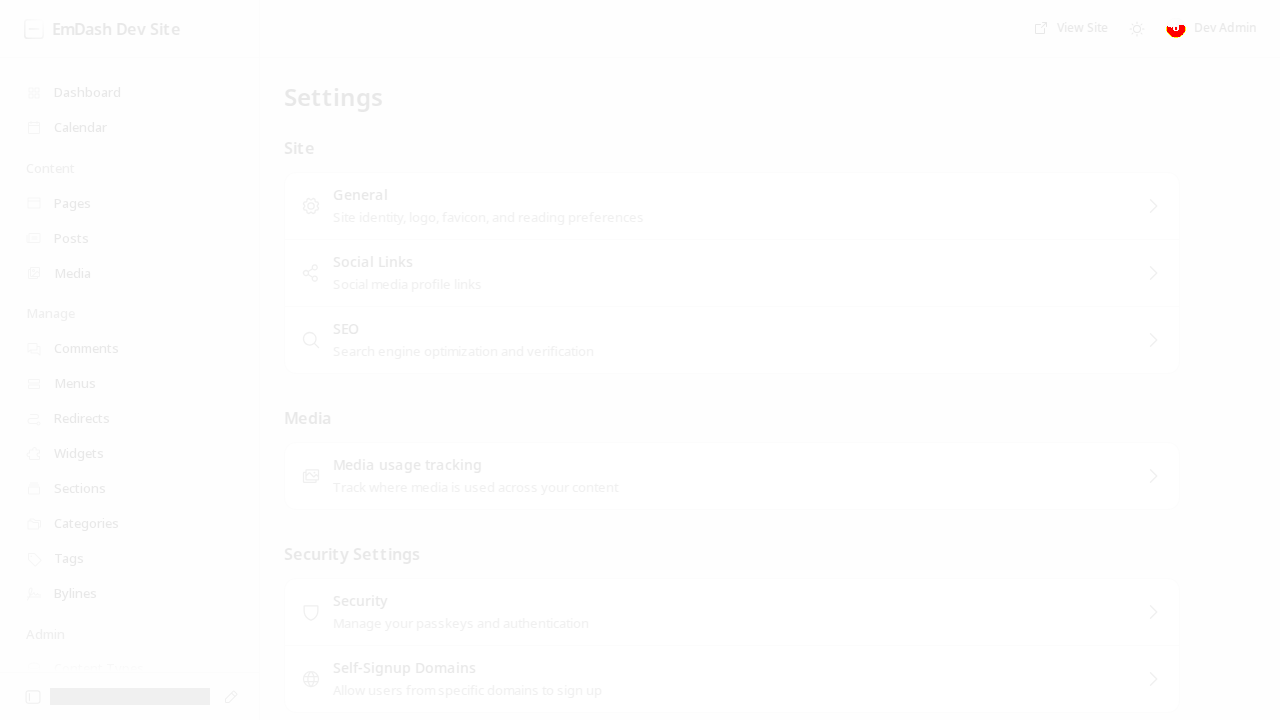 EmDash Dev Site
View Site
Dev Admin
Dashboard
Calendar
Content
Pages
Posts
Media
Manage
Comments
Menus
Redirects
Widgets
Sections
Categories
Tags
Bylines
Admin
Settings
Site
General
Site identity, logo, favicon, and reading preferences
Social Links
Social media profile links
SEO
Search engine optimization and verification
Media
Media usage tracking
Track where media is used across your content
Security Settings
Security
Manage your passkeys and authentication
Self-Signup Domains
Allow users from specific domains to sign up